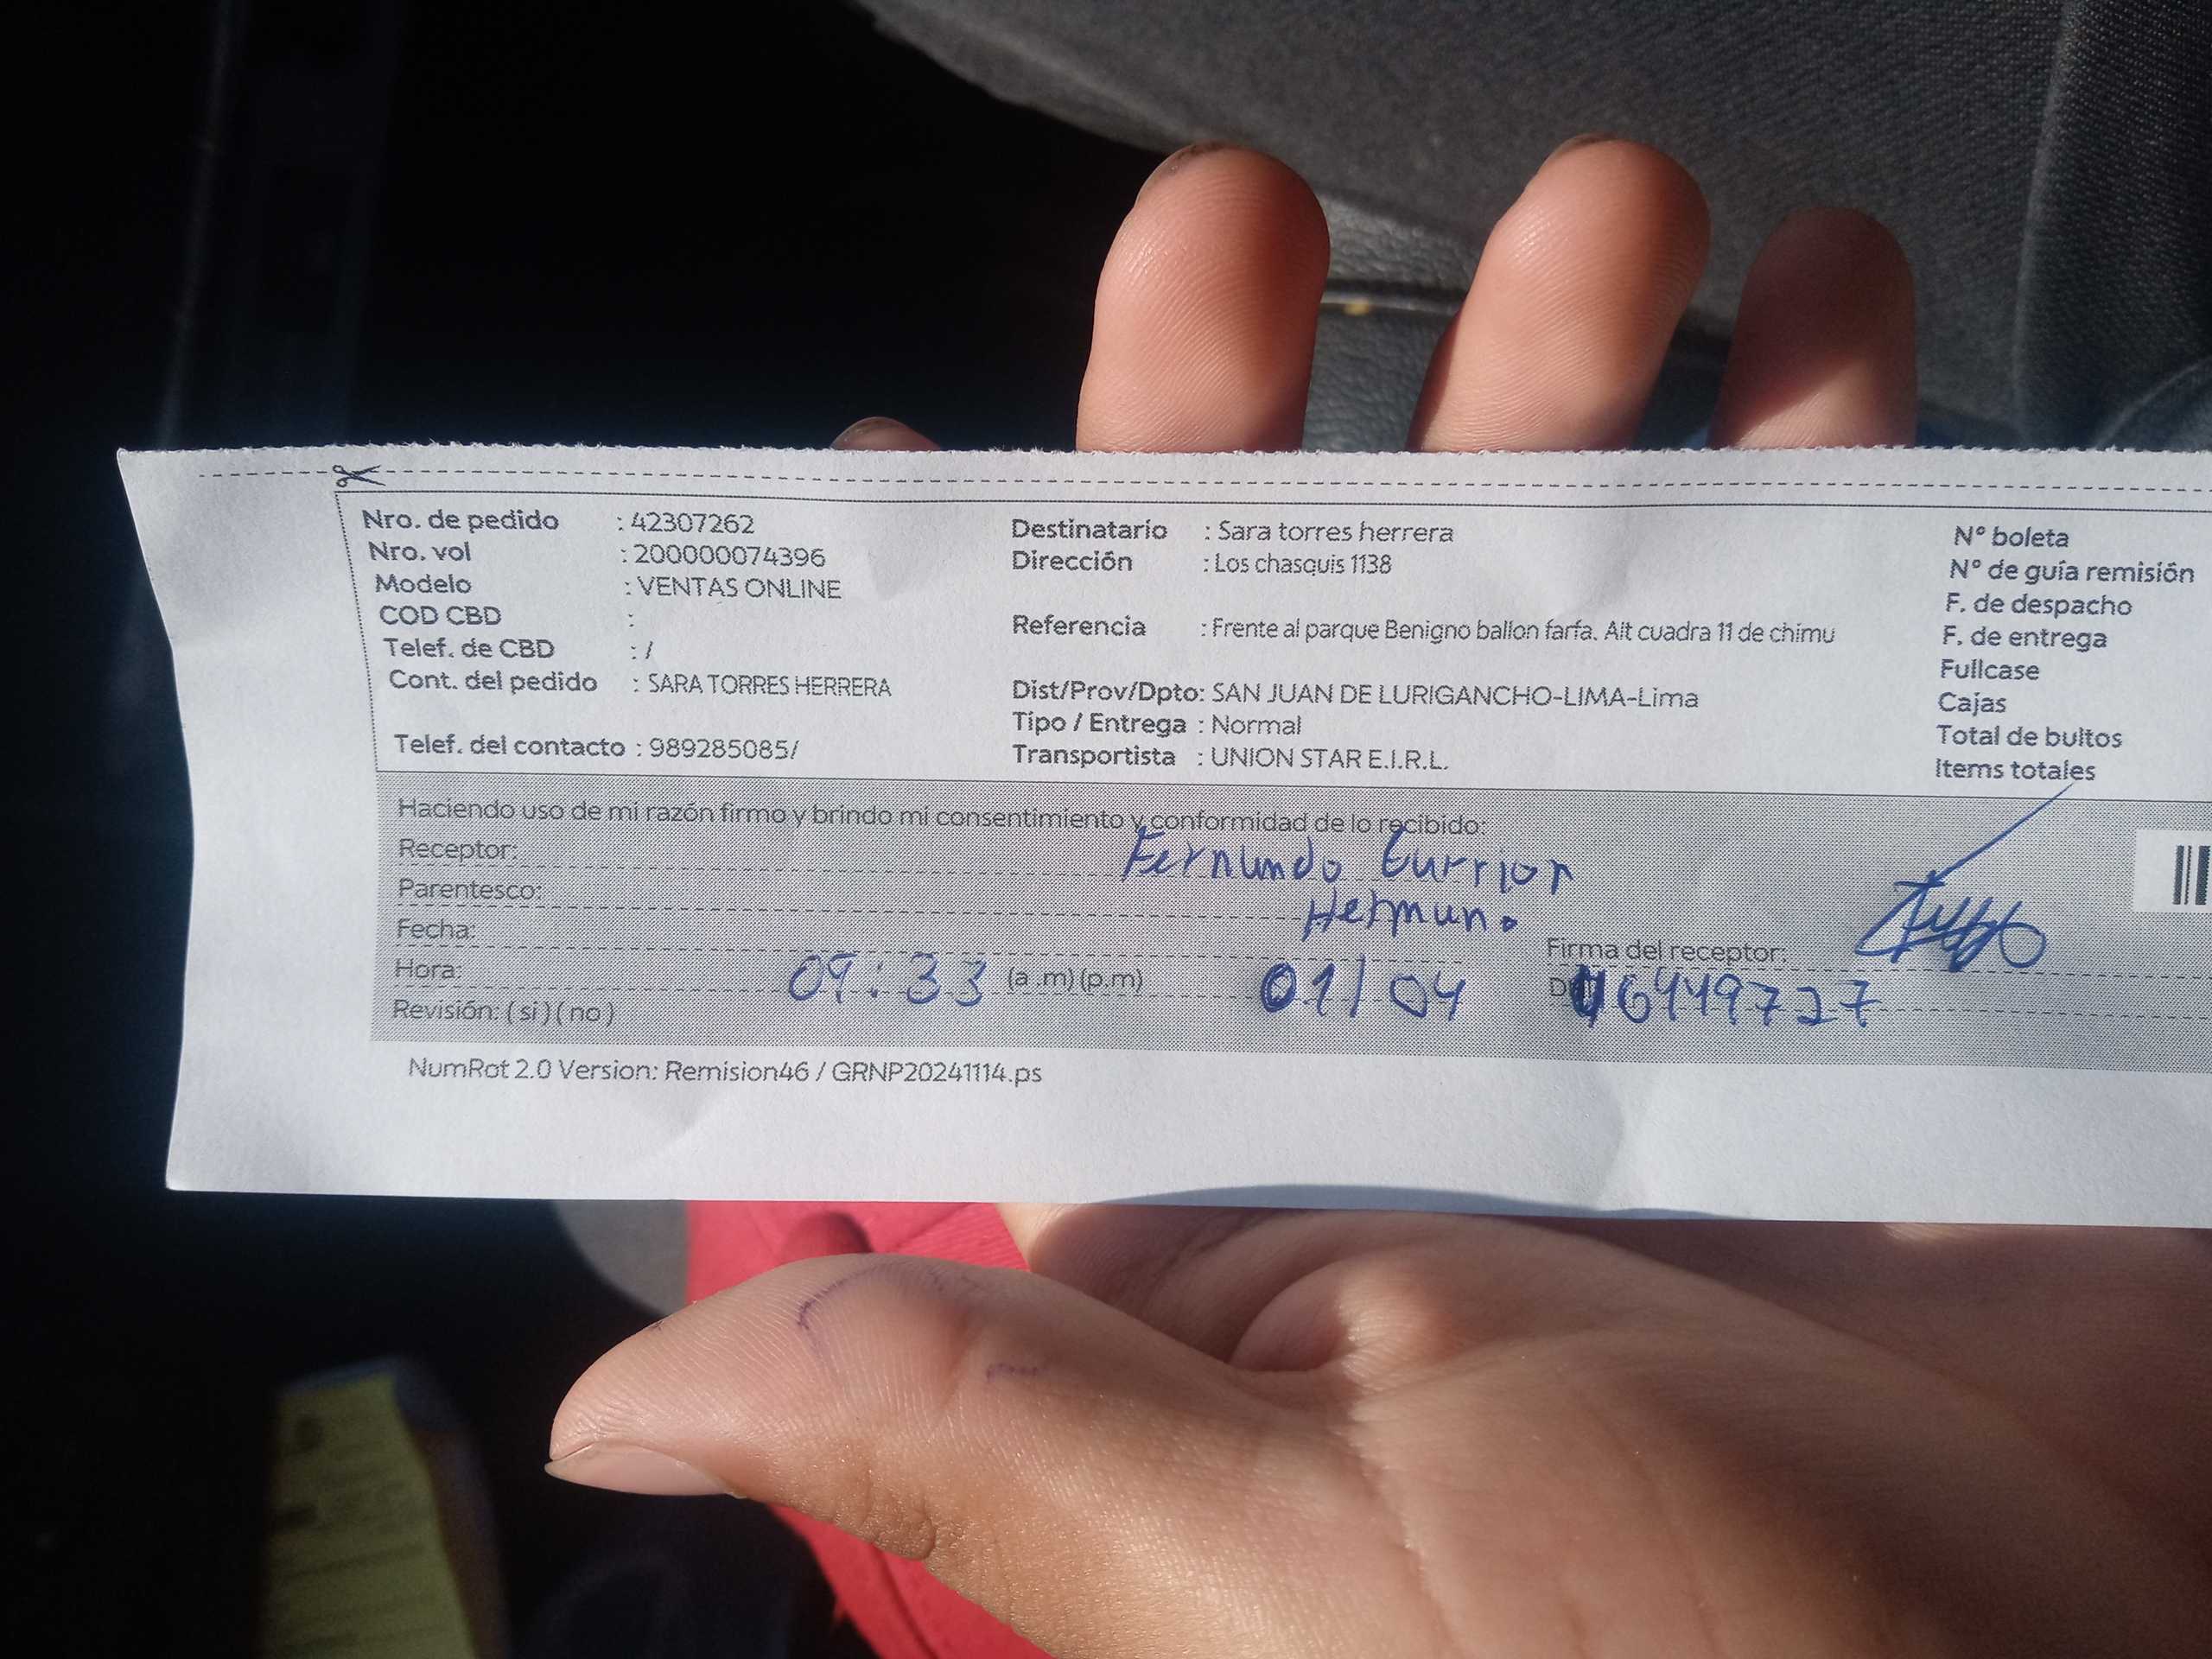 Nro. de pedido : 42307262
Nro. vol : 200000074396
Modelo : VENTAS ONLINE
COD CBD :
Telef. de CBD : /
Cont. del pedido : SARA TORRES HERRERA
Telef. del contacto : 989285085/
Destinatario : Sara torres herrera
Dirección : Los chasquis 1138
Referencia : Frente al parque Benigno ballon farfa. Alt cuadra 11 de chimu
Dist/Prov/Dpto: SAN JUAN DE LURIGANCHO-LIMA-Lima
Tipo / Entrega : Normal
Transportista : UNION STAR E.I.R.L.
N° boleta
N° de guía remisión
F. de despacho
F. de entrega
Fullcase
Cajas
Total de bultos
Items totales
Haciendo uso de mi razón firmo y brindo mi consentimiento y conformidad de lo recibido:
Receptor: Fernando
Parentesco: Hermano
Fecha:
Hora: 09:33 (a .m) (p.m) 01/04
Revisión: ( si ) ( no )
Firma del receptor:
46449727
NumRot 2.0 Version: Remision46 / GRNP20241114.ps